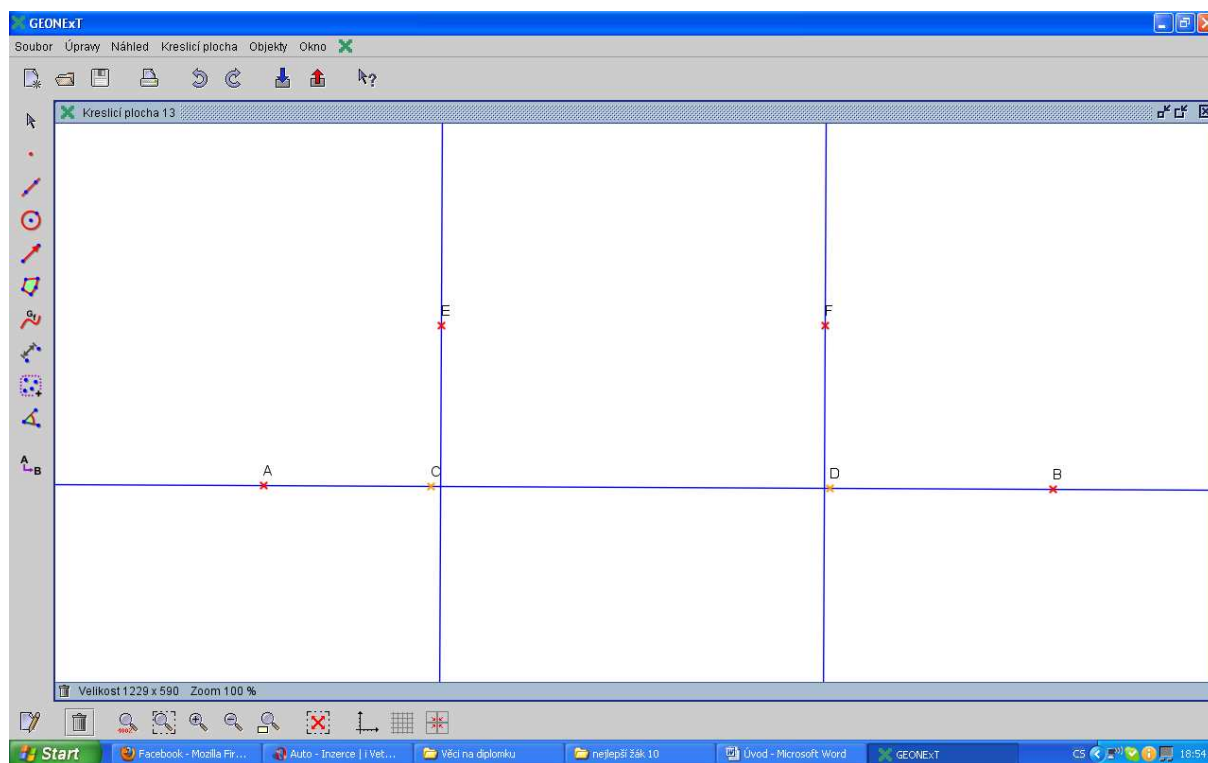 GEONExT
Soubor Úpravy Náhled Kreslicí plocha Objekty Okno
Kreslicí plocha 13
E F
A C D B
Velikost 1229 x 590 Zoom 100 %
Start Facebook - Mozilla Fir... Auto - Inzerce | i Vet... Věci na diplomku nejlepší žák 10 Úvod - Microsoft Word GEONExT CS 18:54